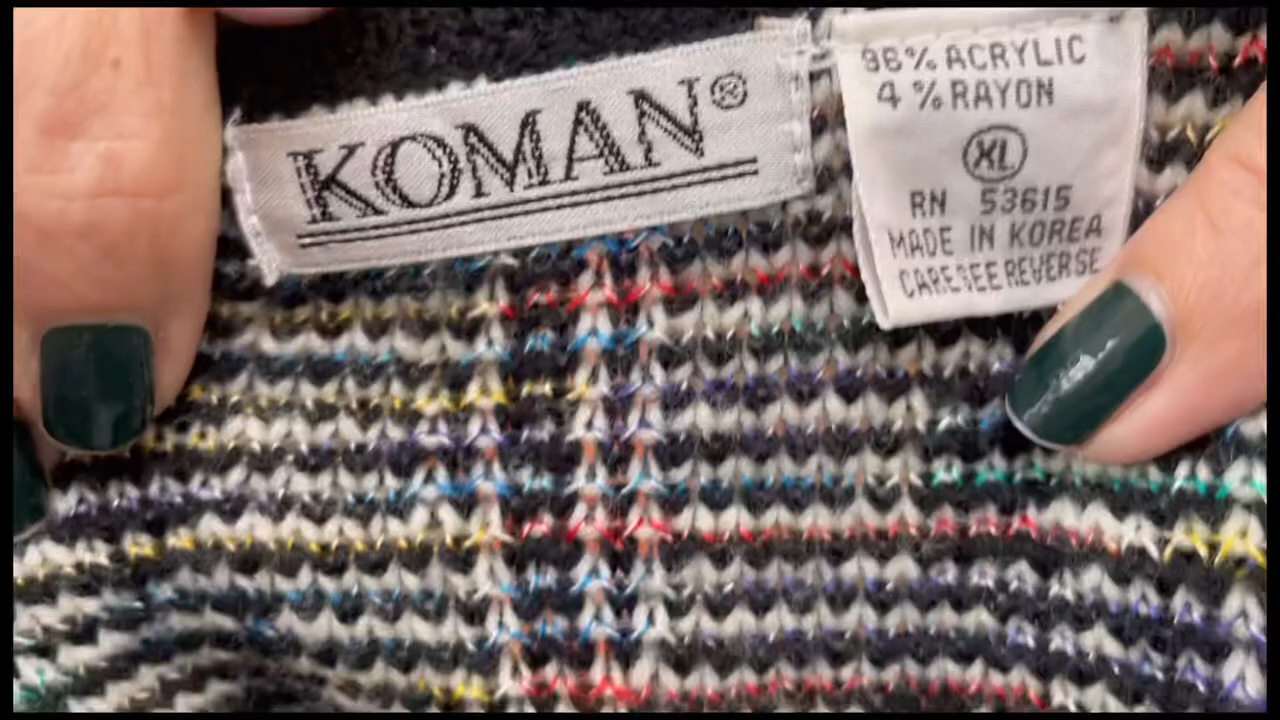 KOMAN®
96% ACRYLIC
4 % RAYON
XL
RN 53615
MADE IN KOREA
CARE SEE REVERSE